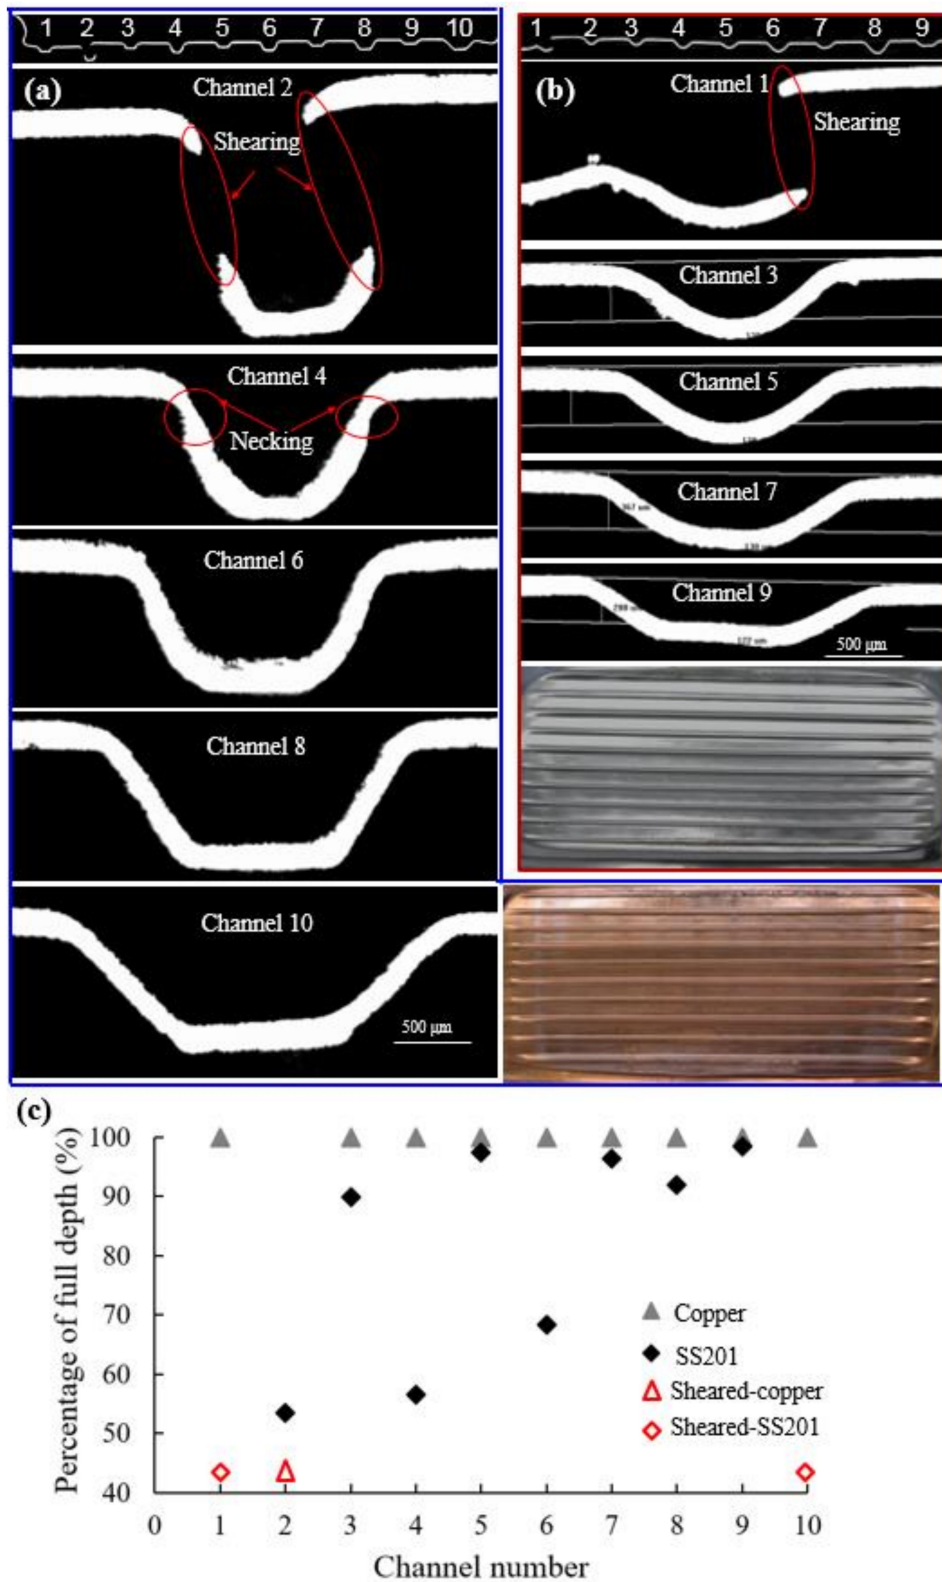 1 2 3 4 5 6 7 8 9 10
(a)
Channel 2
Shearing
Channel 4
Necking
Channel 6
Channel 8
Channel 10
500 μm
1 2 3 4 5 6 7 8 9
(b)
Channel 1
Shearing
Channel 3
Channel 5
Channel 7
Channel 9
500 μm
(c)
Percentage of full depth (%)
100
90
80
70
60
50
40
Copper
SS201
Sheared-copper
Sheared-SS201
0 1 2 3 4 5 6 7 8 9 10
Channel number